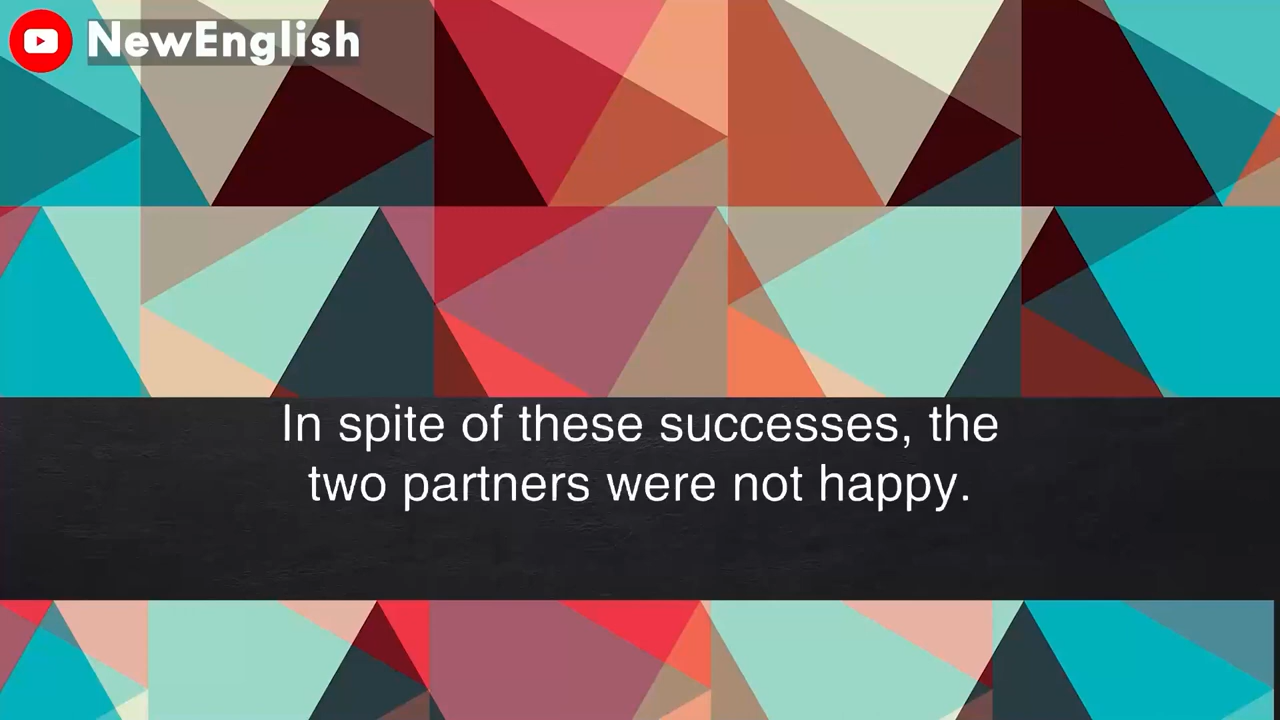 NewEnglish
In spite of these successes, the
two partners were not happy.